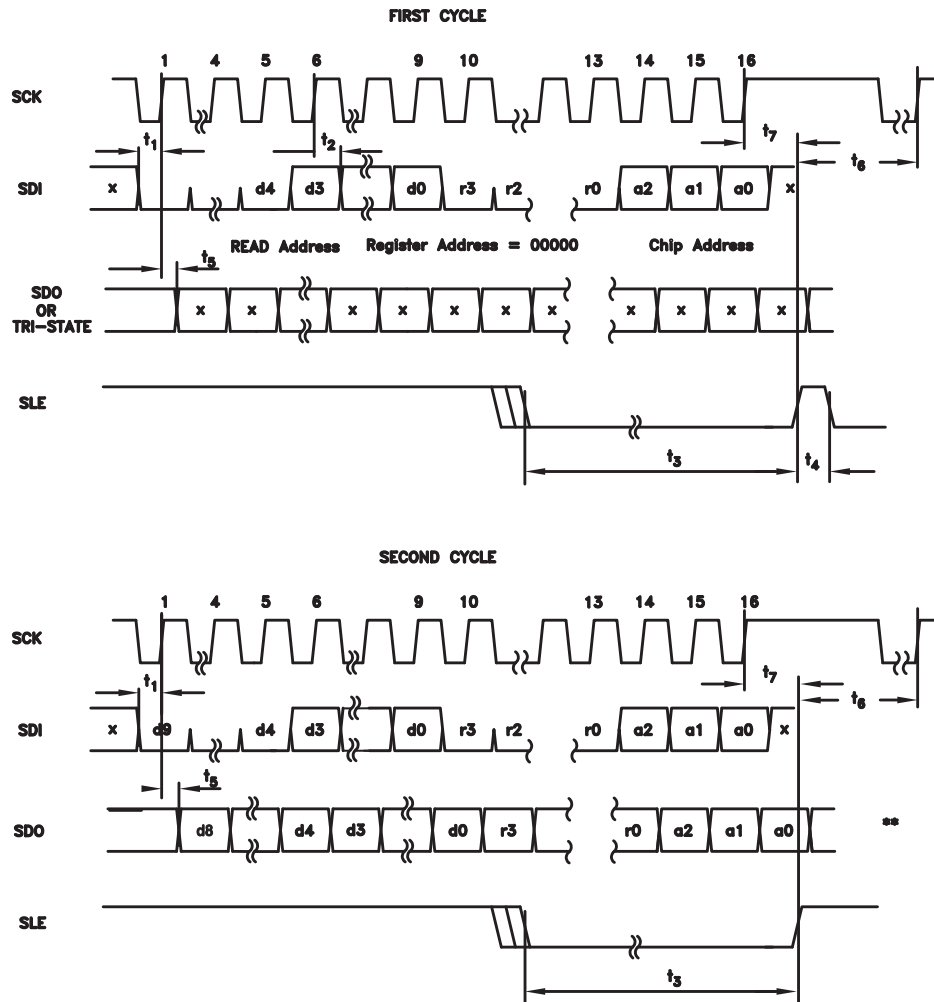 FIRST CYCLE
1 4 5 6 9 10 13 14 15 16
SCK
t1 t2 t7 t6
SDI x d4 d3 d0 r3 r2 r0 a2 a1 a0 x
READ Address Register Address = 00000 Chip Address
t5
SDO
OR
TRI-STATE
x x x x x x x x x x x
SLE
t3 t4
SECOND CYCLE
1 4 5 6 9 10 13 14 15 16
SCK
t1 t7 t6
SDI x d9 d4 d3 d0 r3 r2 r0 a2 a1 a0 x
t5
SDO d8 d4 d3 d0 r3 r0 a2 a1 a0 **
SLE
t3